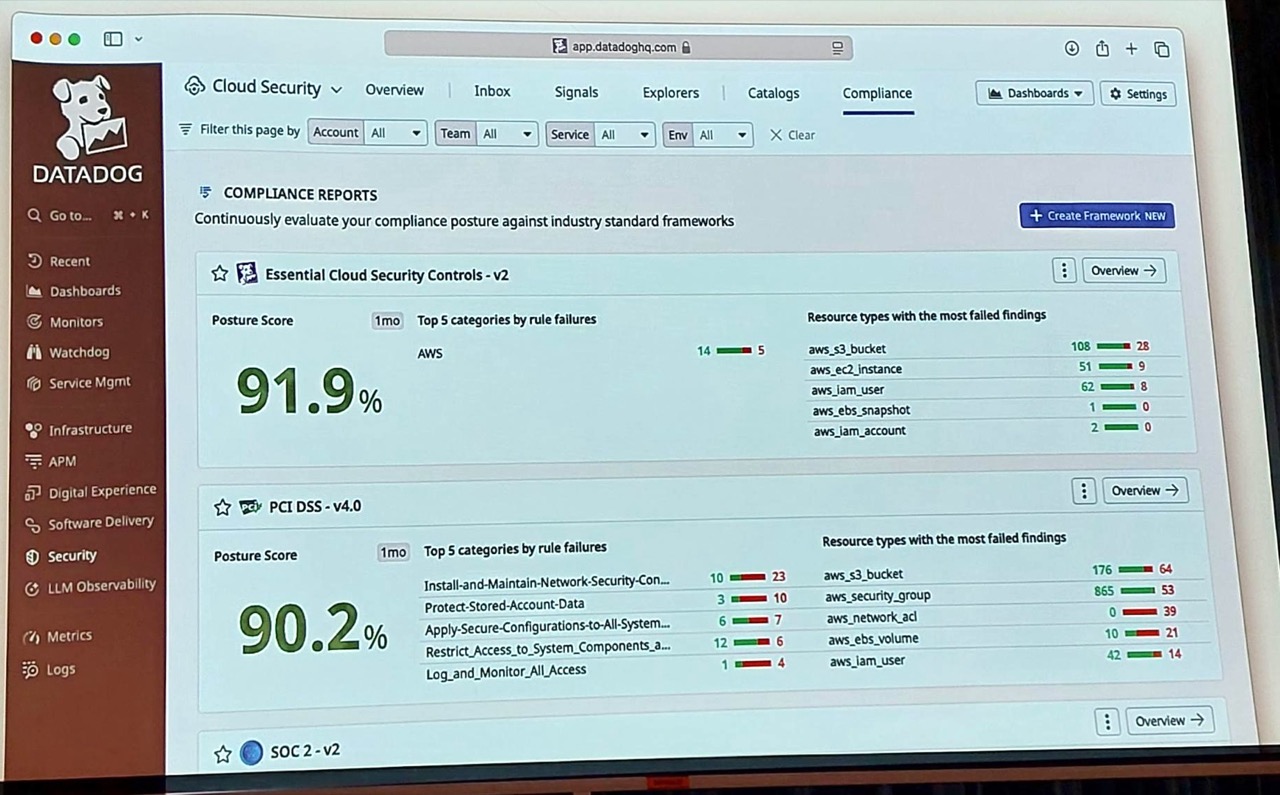 app.datadoghq.com
DATADOG
Go to... ⌘ + K
Recent
Dashboards
Monitors
Watchdog
Service Mgmt
Infrastructure
APM
Digital Experience
Software Delivery
Security
LLM Observability
Metrics
Logs
Cloud Security Overview Inbox Signals Explorers Catalogs Compliance Dashboards Settings
Filter this page by Account All Team All Service All Env All Clear
COMPLIANCE REPORTS
Continuously evaluate your compliance posture against industry standard frameworks
+ Create Framework NEW
Essential Cloud Security Controls - v2
Overview →
Posture Score 1mo
91.9%
Top 5 categories by rule failures
AWS 14 5
Resource types with the most failed findings
aws_s3_bucket 108 28
aws_ec2_instance 51 9
aws_iam_user 62 8
aws_ebs_snapshot 1 0
aws_iam_account 2 0
PCI DSS - v4.0
Overview →
Posture Score 1mo
90.2%
Top 5 categories by rule failures
Install-and-Maintain-Network-Security-Con... 10 23
Protect-Stored-Account-Data 3 10
Apply-Secure-Configurations-to-All-System... 6 7
Restrict_Access_to_System_Components_a... 12 6
Log_and_Monitor_All_Access 1 4
Resource types with the most failed findings
aws_s3_bucket 176 64
aws_security_group 865 53
aws_network_acl 0 39
aws_ebs_volume 10 21
aws_iam_user 42 14
SOC 2 - v2
Overview →